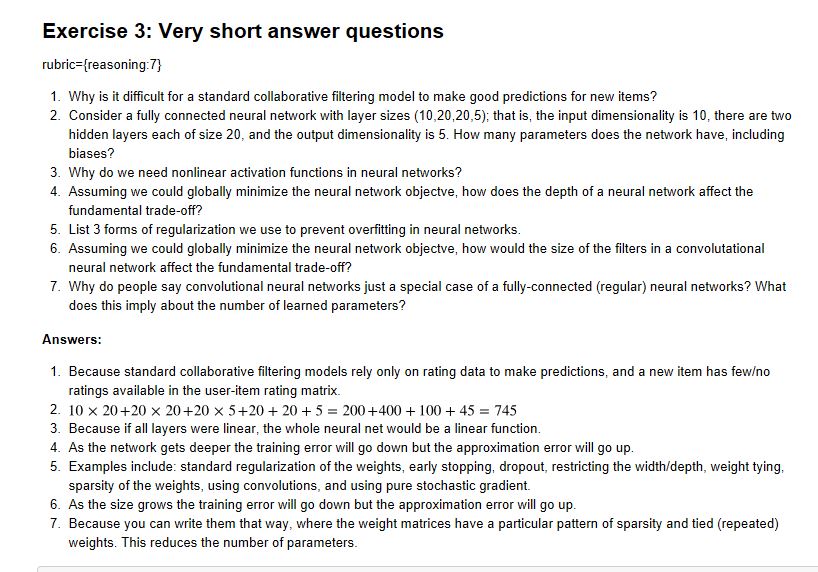 Exercise 3: Very short answer questions
rubric={reasoning:7}
1. Why is it difficult for a standard collaborative filtering model to make good predictions for new items?
2. Consider a fully connected neural network with layer sizes (10,20,20,5); that is, the input dimensionality is 10, there are two
hidden layers each of size 20, and the output dimensionality is 5. How many parameters does the network have, including
biases?
3. Why do we need nonlinear activation functions in neural networks?
4. Assuming we could globally minimize the neural network objectve, how does the depth of a neural network affect the
fundamental trade-off?
5. List 3 forms of regularization we use to prevent overfitting in neural networks.
6. Assuming we could globally minimize the neural network objectve, how would the size of the filters in a convolutational
neural network affect the fundamental trade-off?
7. Why do people say convolutional neural networks just a special case of a fully-connected (regular) neural networks? What
does this imply about the number of learned parameters?
Answers:
1. Because standard collaborative filtering models rely only on rating data to make predictions, and a new item has few/no
ratings available in the user-item rating matrix.
2. 10 × 20+20 × 20+20 × 5+20 + 20 + 5 = 200+400 + 100 + 45 = 745
3. Because if all layers were linear, the whole neural net would be a linear function.
4. As the network gets deeper the training error will go down but the approximation error will go up.
5. Examples include: standard regularization of the weights, early stopping, dropout, restricting the width/depth, weight tying,
sparsity of the weights, using convolutions, and using pure stochastic gradient.
6. As the size grows the training error will go down but the approximation error will go up.
7. Because you can write them that way, where the weight matrices have a particular pattern of sparsity and tied (repeated)
weights. This reduces the number of parameters.